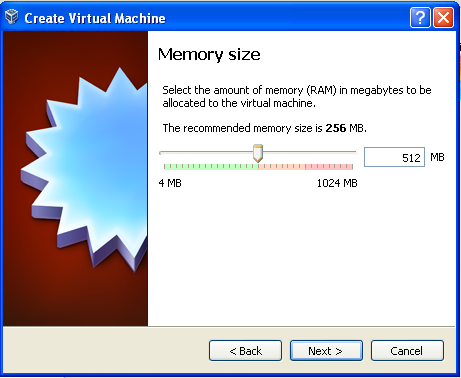 Create Virtual Machine
Memory size
Select the amount of memory (RAM) in megabytes to be
allocated to the virtual machine.
The recommended memory size is 256 MB.
512 MB
4 MB 1024 MB
< Back Next > Cancel